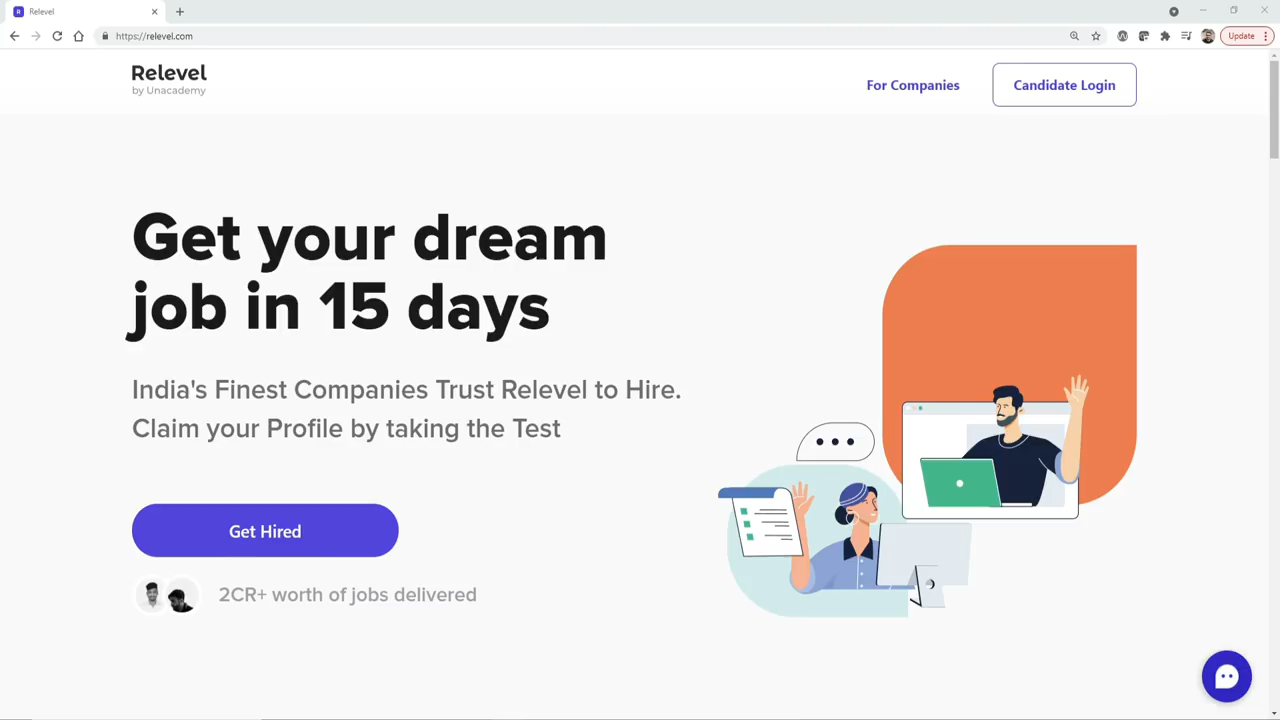 Relevel
https://relevel.com
Update
Relevel
by Unacademy
For Companies
Candidate Login
Get your dream
job in 15 days
India's Finest Companies Trust Relevel to Hire.
Claim your Profile by taking the Test
Get Hired
2CR+ worth of jobs delivered